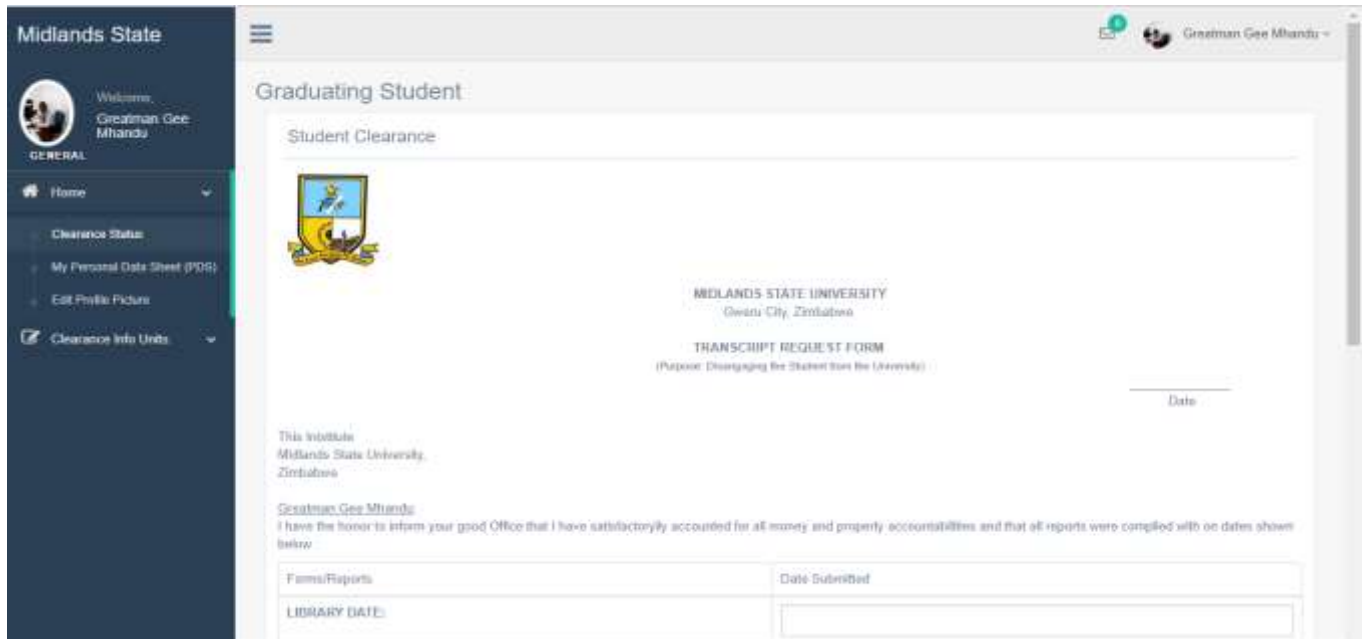 Midlands State
Greatman Gee Mhandu
Welcome,
Greatman Gee
Mhandu
GENERAL
Home
Clearance Status
My Personal Data Sheet (PDS)
Edit Profile Picture
Clearance Info Units
Graduating Student
Student Clearance
MIDLANDS STATE UNIVERSITY
Gweru City, Zimbabwe
TRANSCRIPT REQUEST FORM
(Purpose: Disengaging the Student from the University)
Date
This Institute
Midlands State University,
Zimbabwe
Greatman Gee Mhandu
I have the honor to inform your good Office that I have satisfactorylly accounted for all money and property accountabilities and that all reports were complied with on dates shown
below
Forms/Reports
Date Submitted
LIBRARY DATE: